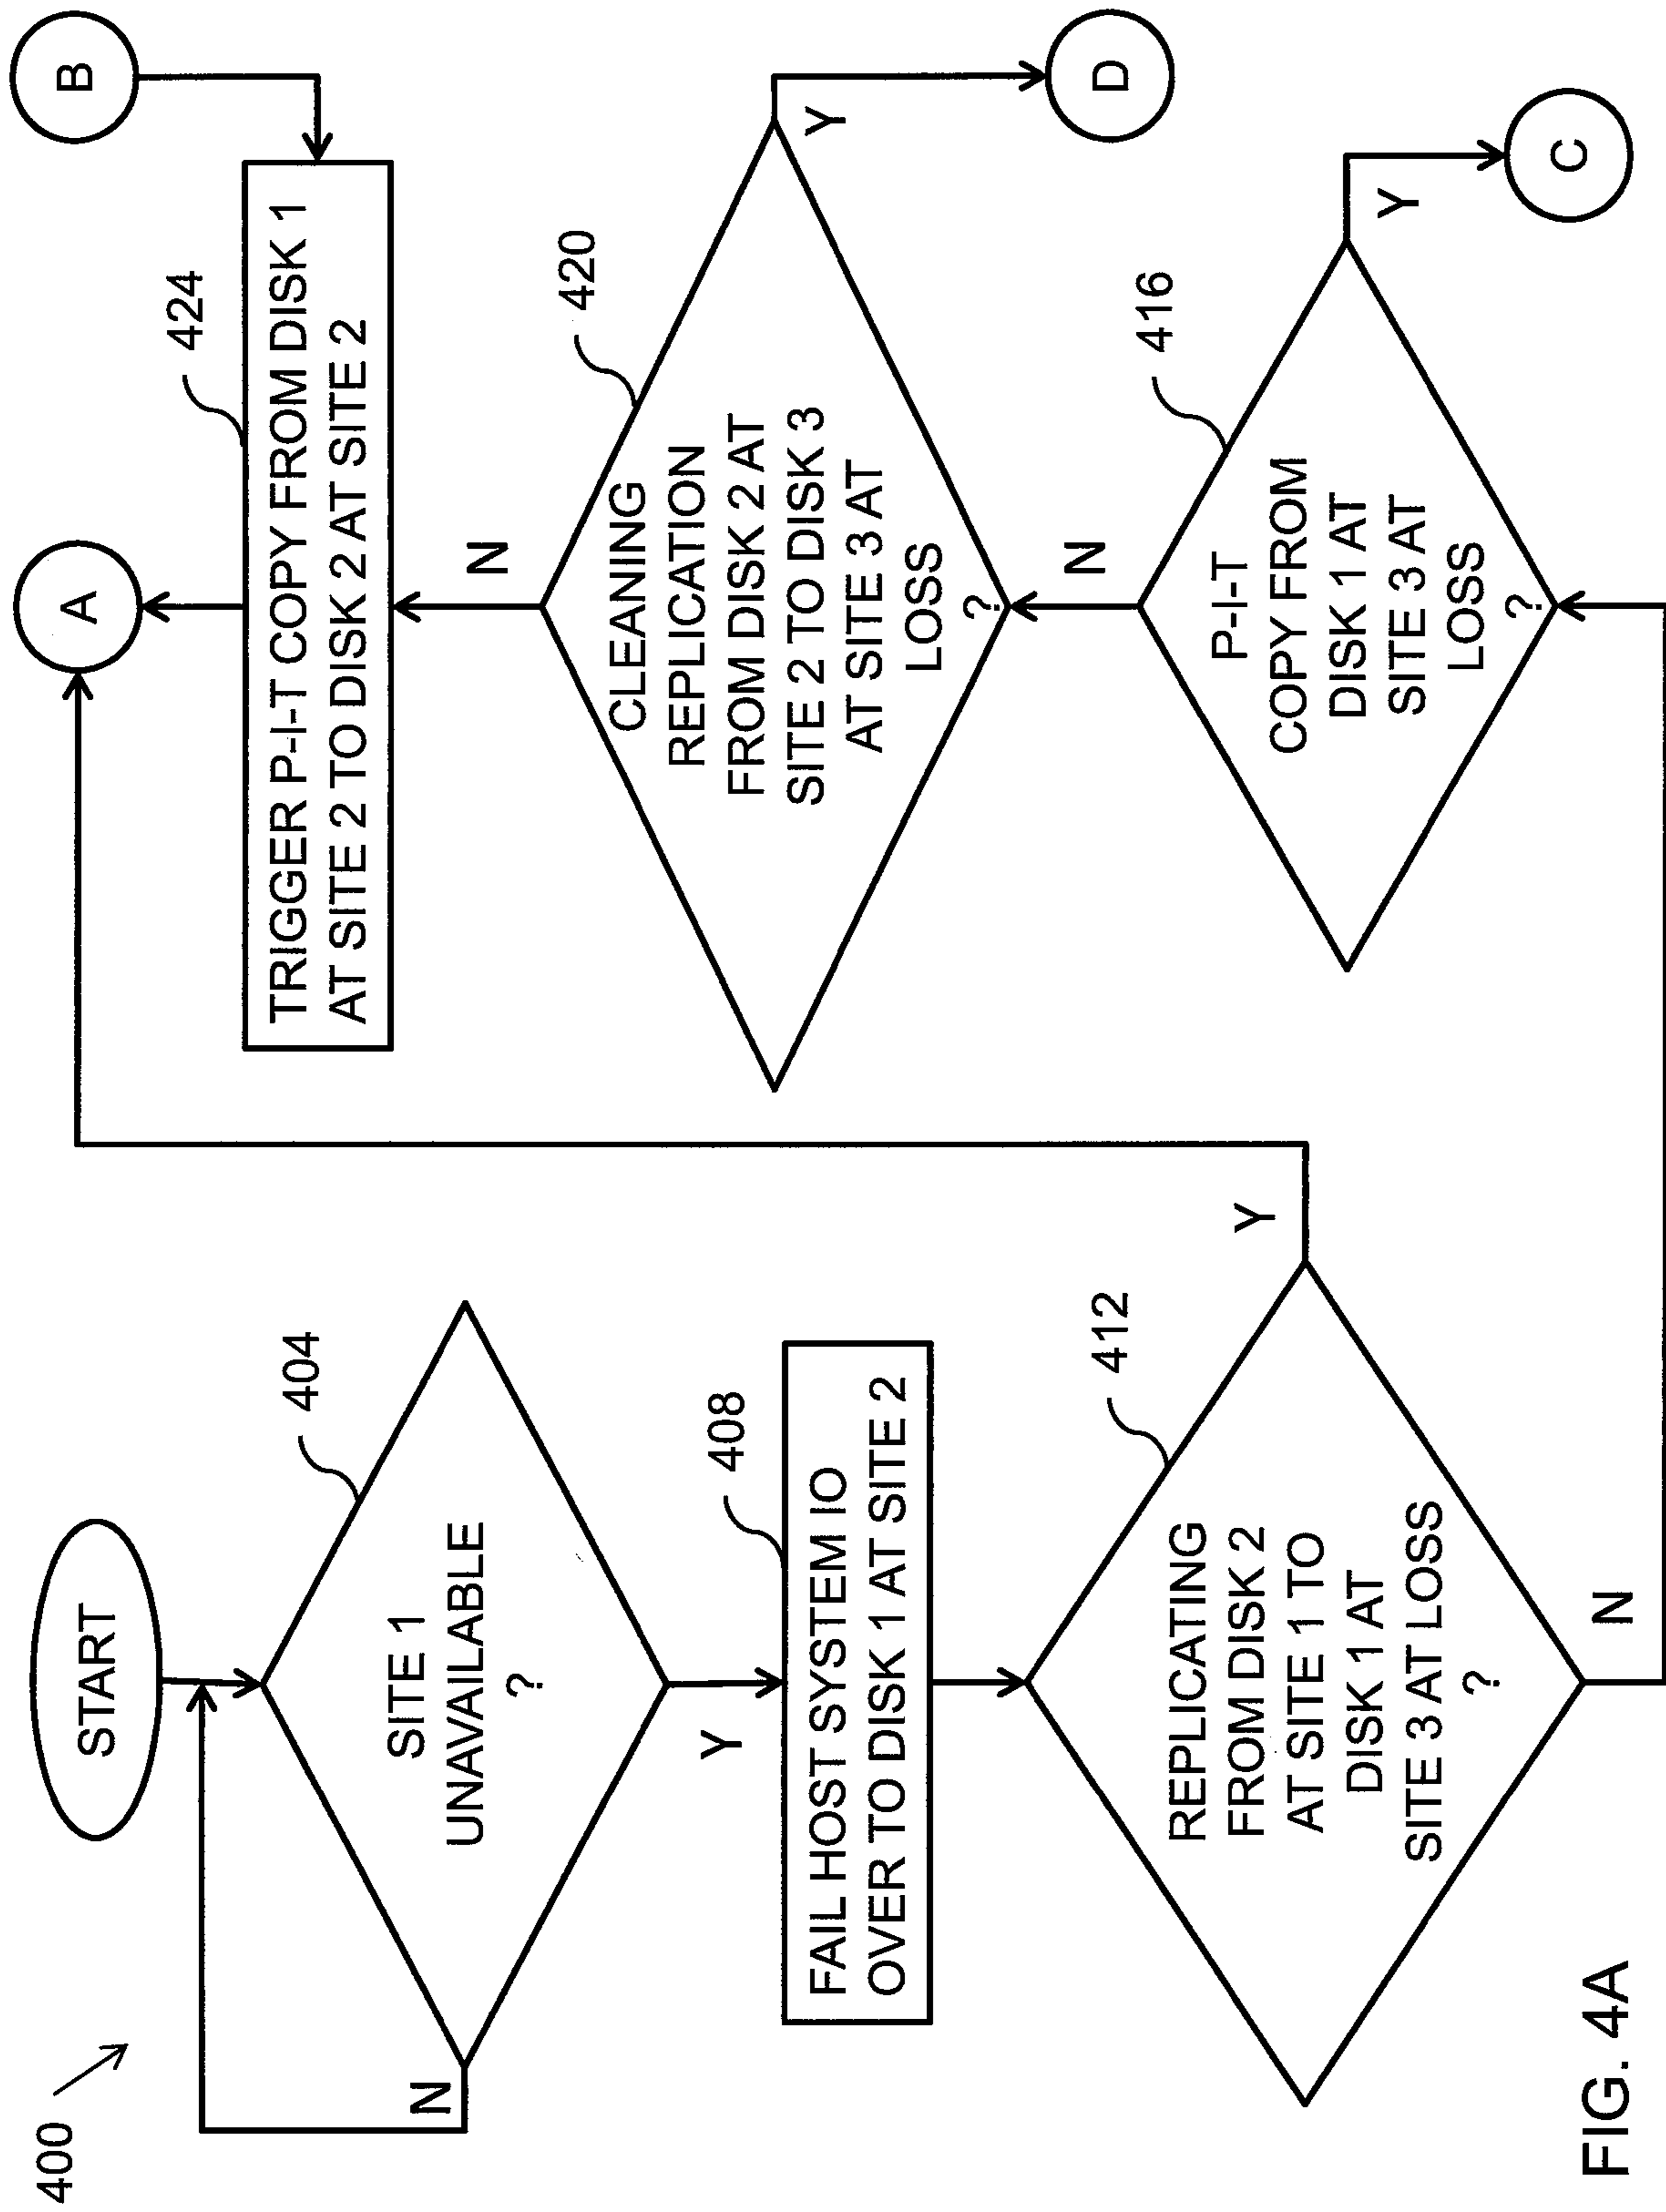 400
START
404
SITE 1
UNAVAILABLE
?
N
Y
408
FAIL HOST SYSTEM IO
OVER TO DISK 1 AT SITE 2
412
REPLICATING
FROM DISK 2
AT SITE 1 TO
DISK 1 AT
SITE 3 AT LOSS
?
Y
N
A
B
424
TRIGGER P-I-T COPY FROM DISK 1
AT SITE 2 TO DISK 2 AT SITE 2
N
420
CLEANING
REPLICATION
FROM DISK 2 AT
SITE 2 TO DISK 3
AT SITE 3 AT
LOSS
?
Y
D
N
416
P-I-T
COPY FROM
DISK 1 AT
SITE 3 AT
LOSS
?
Y
C
FIG. 4A